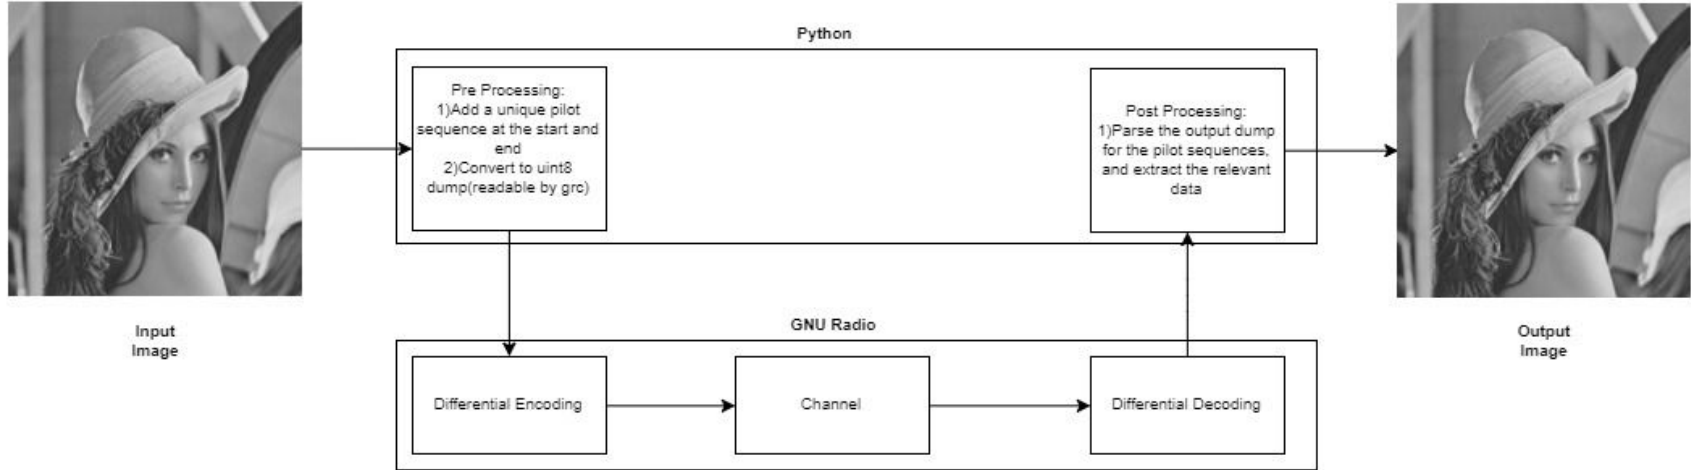 Python
Pre Processing:
1)Add a unique pilot
sequence at the start and
end
2)Convert to uint8
dump(readable by grc)
Post Processing:
1)Parse the output dump
for the pilot sequences,
and extract the relevant
data
Input
Image
GNU Radio
Output
Image
Differential Encoding
Channel
Differential Decoding